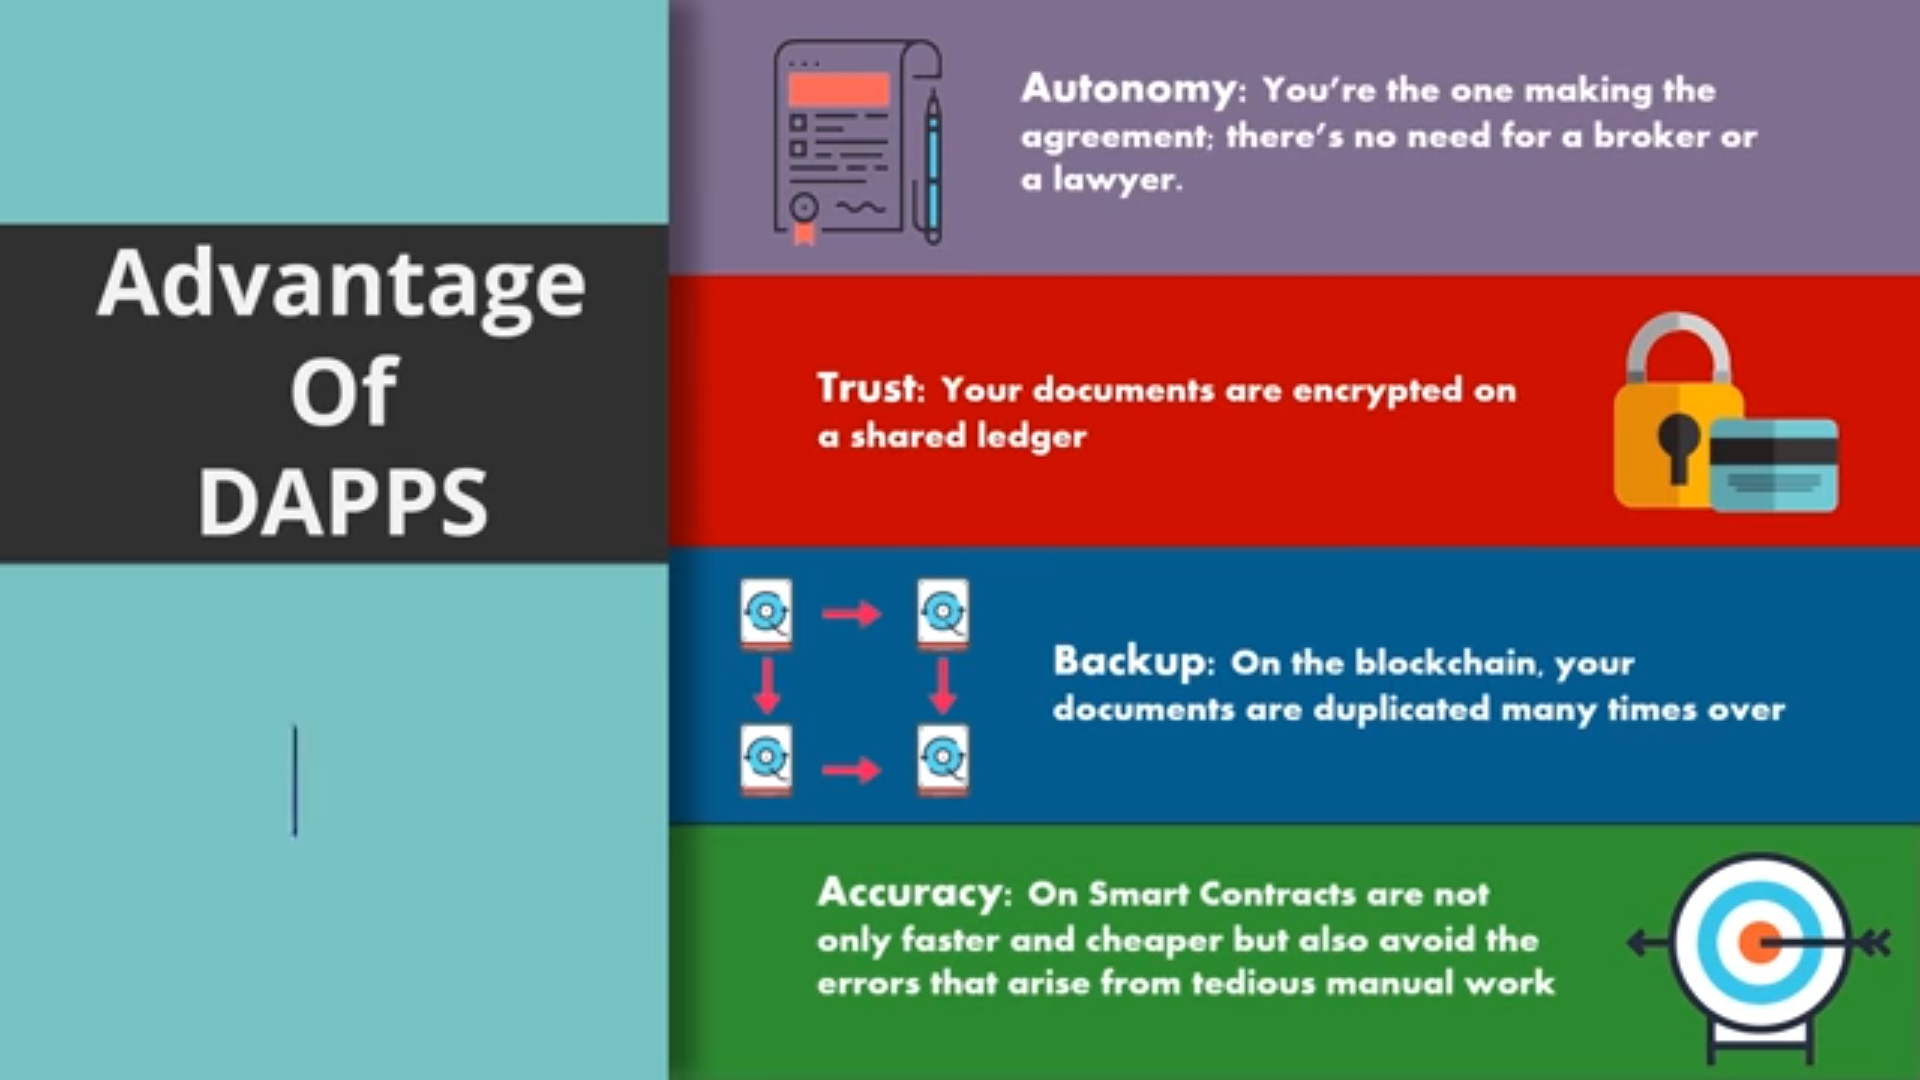 Advantage
Of
DAPPS
Autonomy: You're the one making the
agreement; there's no need for a broker or
a lawyer.
Trust: Your documents are encrypted on
a shared ledger
Backup: On the blockchain, your
documents are duplicated many times over
Accuracy: On Smart Contracts are not
only faster and cheaper but also avoid the
errors that arise from tedious manual work